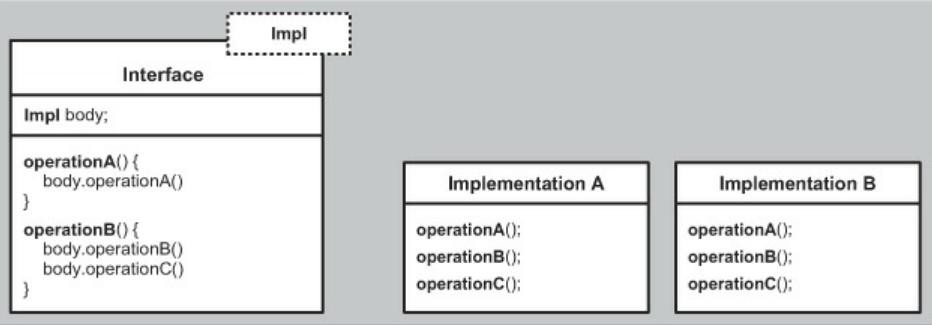 Impl
Interface
Impl body;
operationA() {
body.operationA()
}
operationB() {
body.operationB()
body.operationC()
}
Implementation A
operationA();
operationB();
operationC();
Implementation B
operationA();
operationB();
operationC();